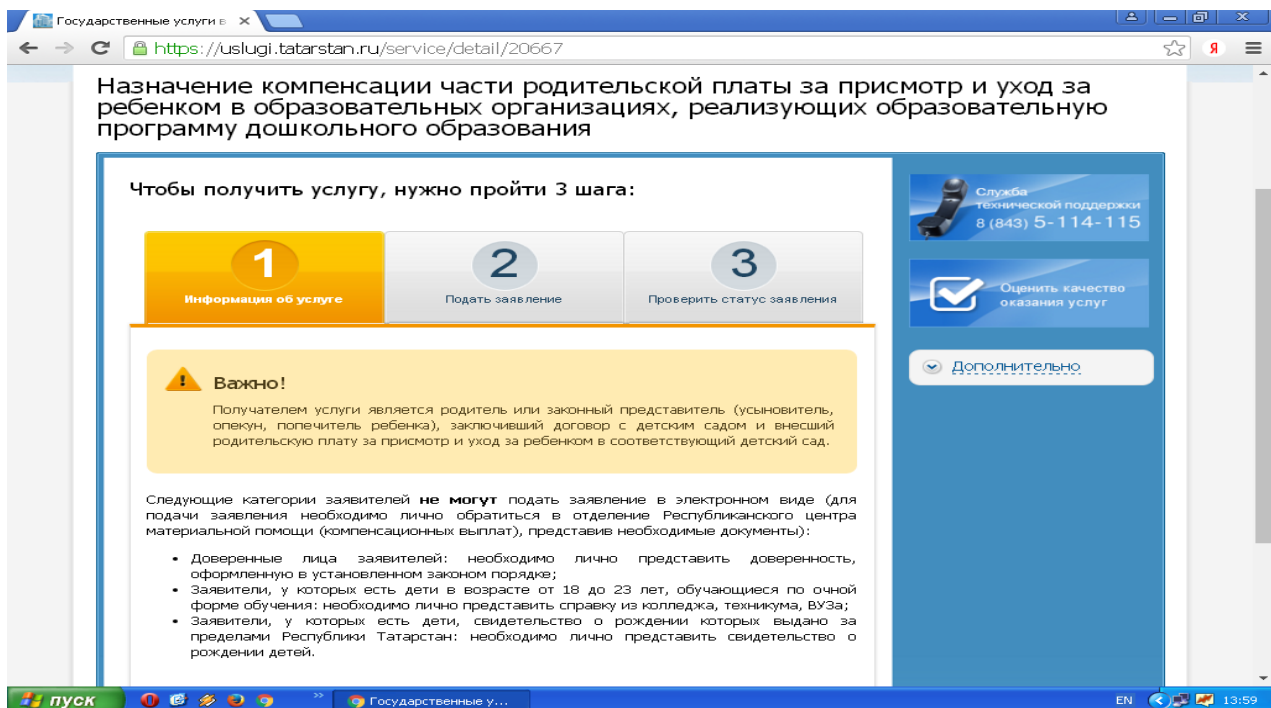 Государственные услуги в
https://uslugi.tatarstan.ru/service/detail/20667
Я
Назначение компенсации части родительской платы за присмотр и уход за
ребенком в образовательных организациях, реализующих образовательную
программу дошкольного образования
Чтобы получить услугу, нужно пройти 3 шага:
1
Информация об услуге
2
Подать заявление
3
Проверить статус заявления
Служба
технической поддержки
8 (843) 5-114-115
Оценить качество
оказания услуг
Дополнительно
Важно!
Получателем услуги является родитель или законный представитель (усыновитель,
опекун, попечитель ребенка), заключивший договор с детским садом и внесший
родительскую плату за присмотр и уход за ребенком в соответствующий детский сад.
Следующие категории заявителей не могут подать заявление в электронном виде (для
подачи заявления необходимо лично обратиться в отделение Республиканского центра
материальной помощи (компенсационных выплат), представив необходимые документы):
• Доверенные лица заявителей: необходимо лично представить доверенность,
оформленную в установленном законом порядке;
• Заявители, у которых есть дети в возрасте от 18 до 23 лет, обучающиеся по очной
форме обучения: необходимо лично представить справку из колледжа, техникума, ВУЗа;
• Заявители, у которых есть дети, свидетельство о рождении которых выдано за
пределами Республики Татарстан: необходимо лично представить свидетельство о
рождении детей.
пуск
Государственные у...
EN
13:59